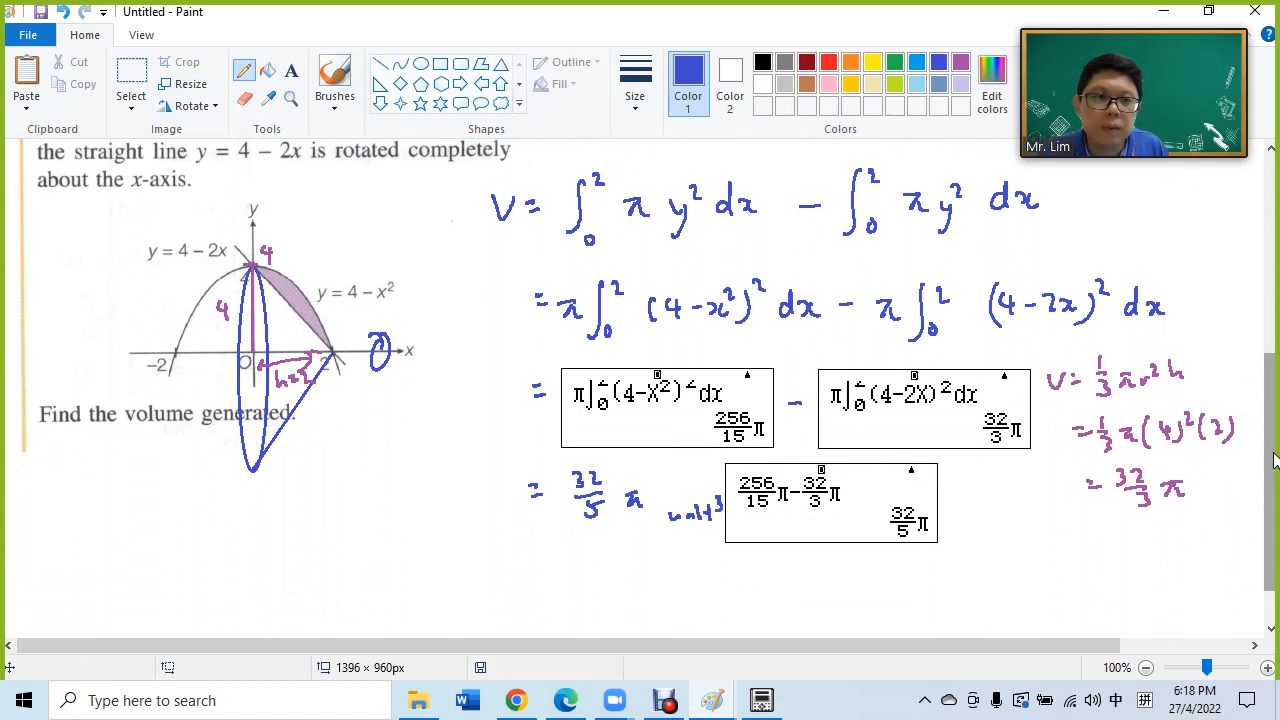 Untitled - Paint
File Home View
Paste
Cut
Copy
Clipboard
Select
Crop
Resize
Rotate
Image
Tools
Brushes
Shapes
Outline
Fill
Size
Color 1
Color 2
Edit colors
Colors
Mr. Lim
the straight line y = 4 – 2x is rotated completely
about the x-axis.
y
y = 4 – 2x
4
y = 4 – x²
4
–2
O
2
x
h=2
Find the volume generated.
V = ∫₀² π y² dx – ∫₀² π y² dx
= π ∫₀² (4–x²)² dx – π ∫₀² (4–2x)² dx
= π∫₀²(4-X²)²dx 256/15 π – π∫₀²(4-2X)²dx 32/3 π
= 32/5 π unit³
256/15 π-32/3 π
32/5 π
V = 1/3 π r² h
= 1/3 π (4)² (2)
= 32/3 π
1396 × 960px
100%
Type here to search
中
拼
6:18 PM
27/4/2022